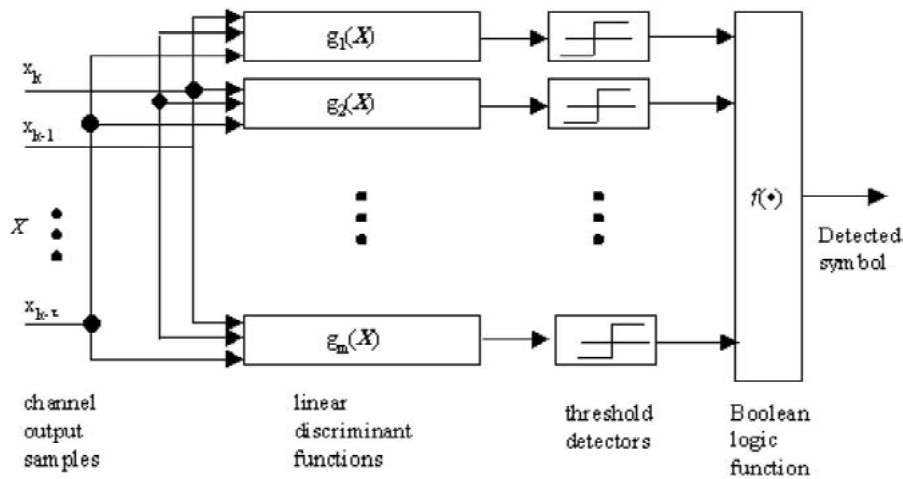 g1(X)
xk
g2(X)
xk-1
f(•)
X
Detected
symbol
xk-τ
gm(X)
channel
output
samples
linear
discriminant
functions
threshold
detectors
Boolean
logic
function